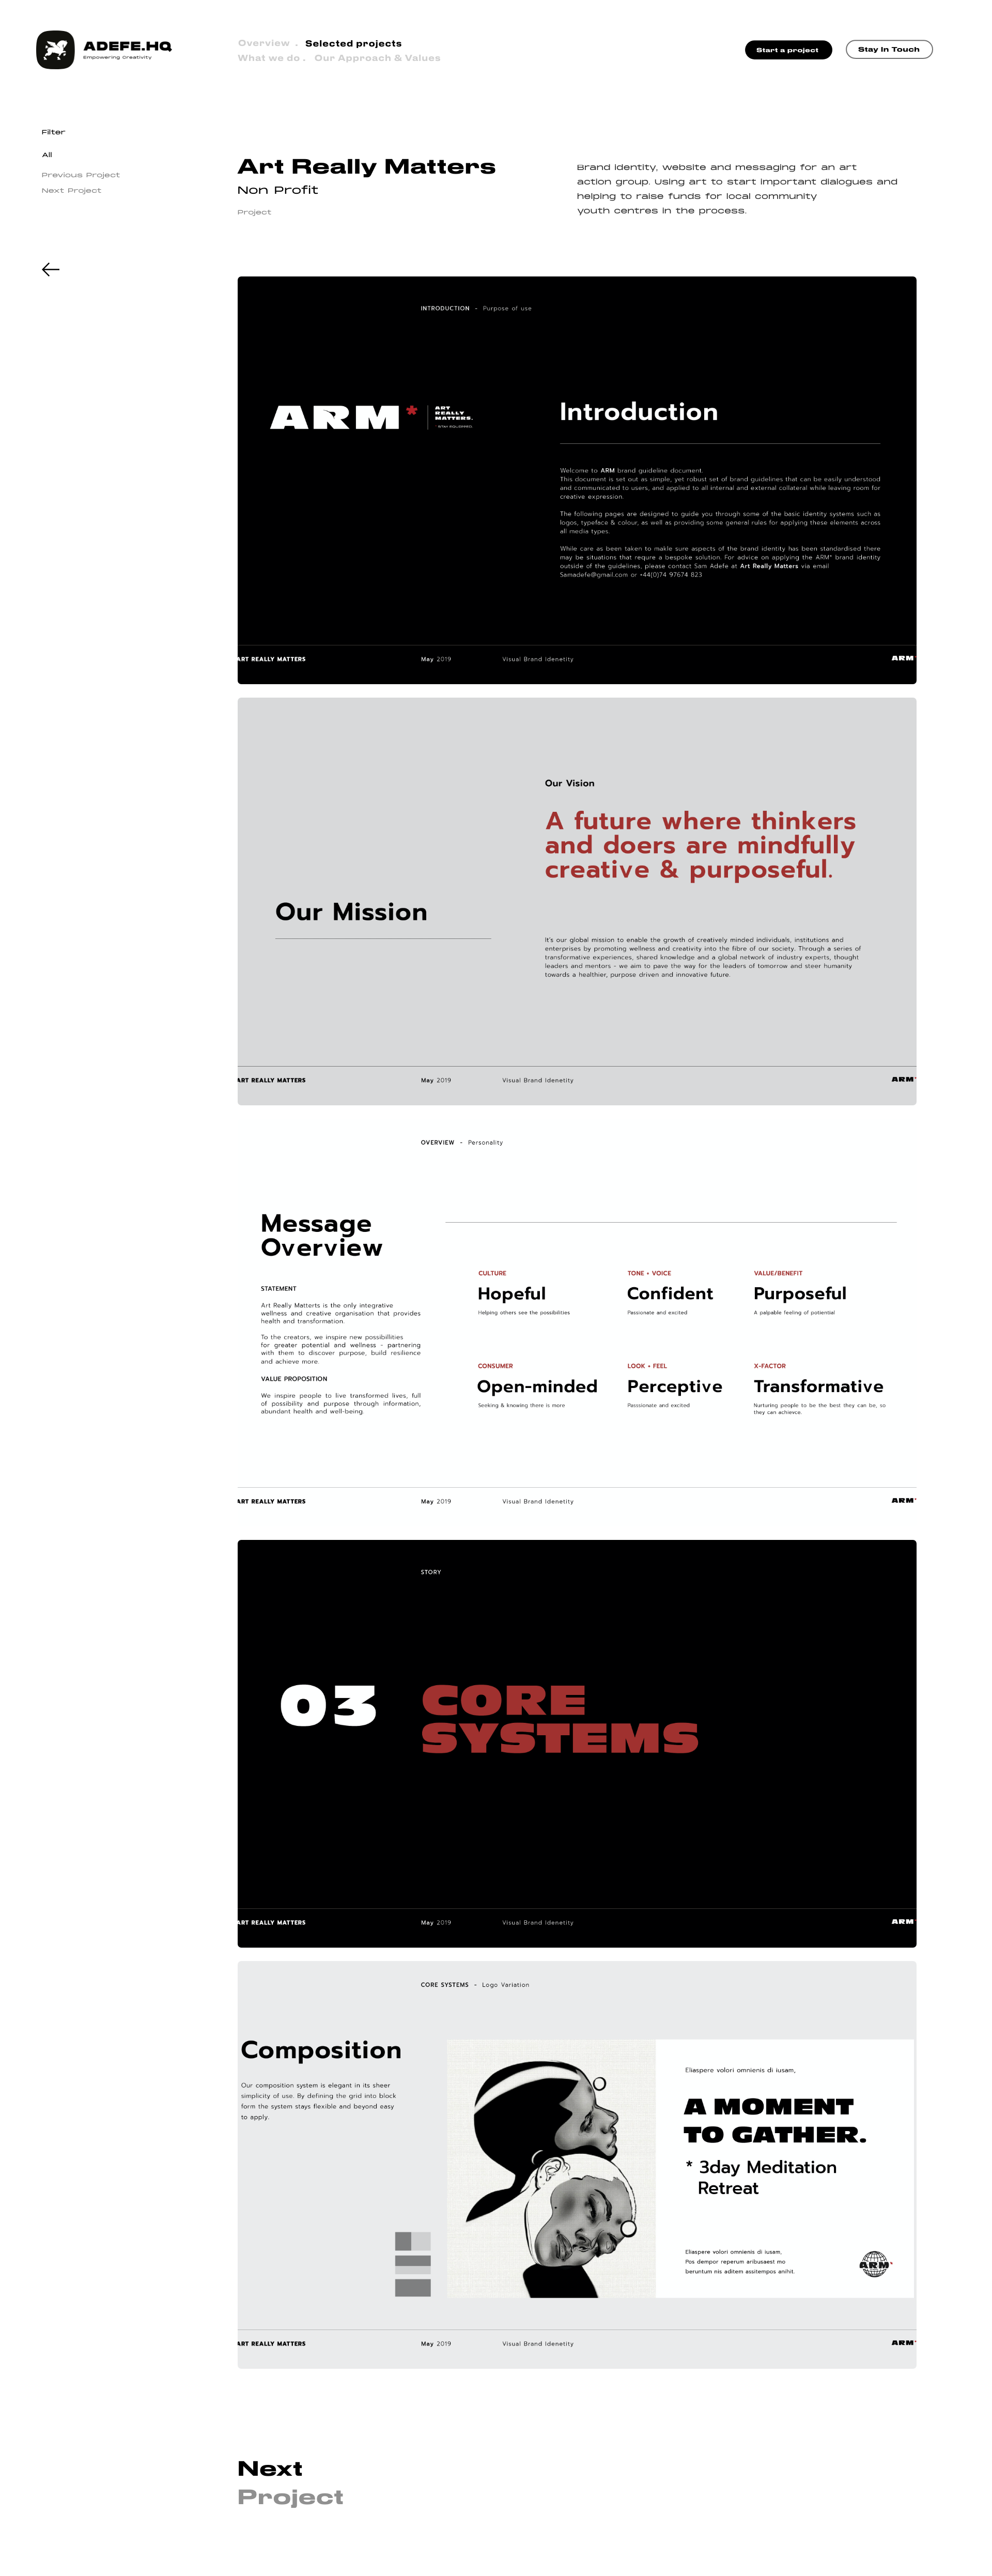 ADEFE.HQ
Empowering Creativity
Overview . Selected projects
What we do . Our Approach & Values
Start a project
Stay In Touch
Filter
All
Previous Project
Next Project
Art Really Matters
Non Profit
Project
Brand identity, website and messaging for an art
action group. Using art to start important dialogues and
helping to raise funds for local community
youth centres in the process.
INTRODUCTION - Purpose of use
ARM*
ART
REALLY
MATTERS.
Introduction
Welcome to ARM brand guideline document.
This document is set out as simple, yet robust set of brand guidelines that can be easily understood
and communicated to users, and applied to all internal and external collateral while leaving room for
creative expression.
The following pages are designed to guide you through some of the basic identity systems such as
logos, typeface & colour, as well as providing some general rules for applying these elements across
all media types.
While care as been taken to makle sure aspects of the brand identity has been standardised there
may be situations that requre a bespoke solution. For advice on applying the ARM* brand identity
outside of the guidelines, please contact Sam Adefe at Art Really Matters via email
Samadefe@gmail.com or +44[0]74 97674 823
ART REALLY MATTERS
May 2019
Visual Brand Idenetity
ARM*
Our Vision
A future where thinkers
and doers are mindfully
creative & purposeful.
Our Mission
It's our global mission to enable the growth of creatively minded individuals, institutions and
enterprises by promoting wellness and creativity into the fibre of our society. Through a series of
transformative experiences, shared knowledge and a global network of industry experts, thought
leaders and mentors - we aim to pave the way for the leaders of tomorrow and steer humanity
towards a healthier, purpose driven and innovative future.
ART REALLY MATTERS
May 2019
Visual Brand Idenetity
ARM*
OVERVIEW - Personality
Message
Overview
STATEMENT
Art Really Matterts is the only integrative
wellness and creative organisation that provides
health and transformation.
To the creators, we inspire new possibillities
for greater potential and wellness - partnering
with them to discover purpose, build resilience
and achieve more.
VALUE PROPOSITION
We inspire people to live transformed lives, full
of possibility and purpose through information,
abundant health and well-being.
CULTURE
Hopeful
Helping others see the possibilities
TONE + VOICE
Confident
Passionate and excited
VALUE/BENEFIT
Purposeful
A palpable feeling of potiential
CONSUMER
Open-minded
Seeking & knowing there is more
LOOK + FEEL
Perceptive
Passsionate and excited
X-FACTOR
Transformative
Nurturing people to be the best they can be, so
they can achieve.
ART REALLY MATTERS
May 2019
Visual Brand Idenetity
ARM*
STORY
03
CORE
SYSTEMS
ART REALLY MATTERS
May 2019
Visual Brand Idenetity
ARM*
CORE SYSTEMS - Logo Variation
Composition
Our composition system is elegant in its sheer
simplicity of use. By defining the grid into block
form the system stays flexible and beyond easy
to apply.
Eliaspere volori omnienis di iusam,
A MOMENT
TO GATHER.
* 3day Meditation
Retreat
Eliaspere volori omnienis di iusam,
Pos dempor reperum aribusaest mo
beruntum nis aditem assitempos anihit.
ARM*
ART REALLY MATTERS
May 2019
Visual Brand Idenetity
ARM*
Next
Project